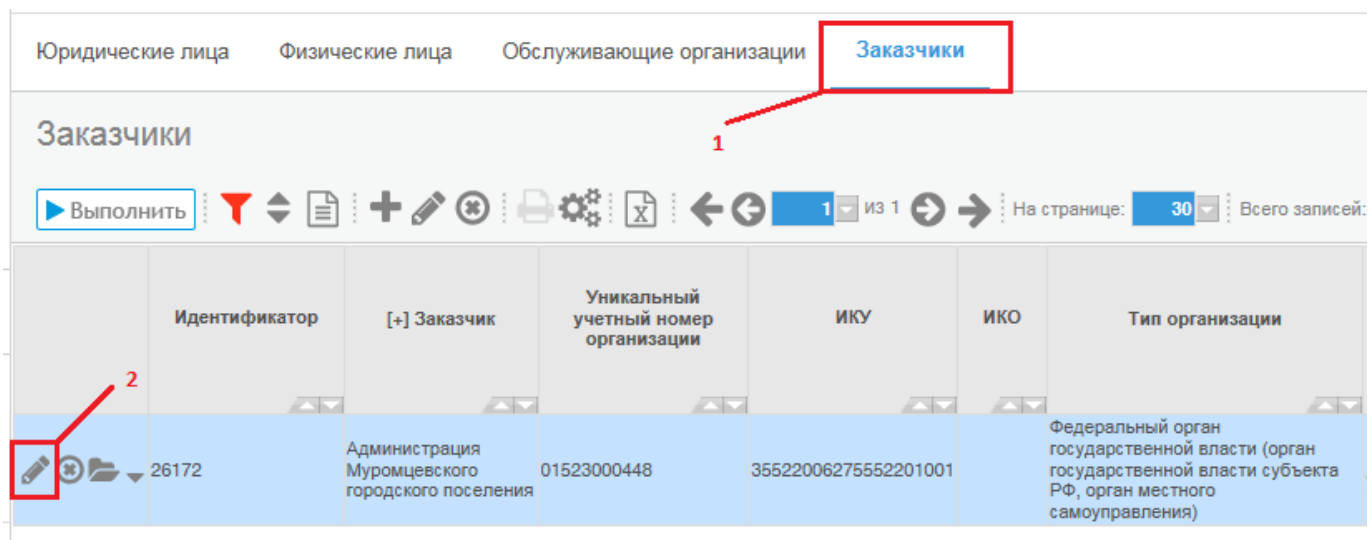 Юридические лица Физические лица Обслуживающие организации Заказчики
1
Заказчики
Выполнить 1 из 1 На странице: 30 Всего записей:
Идентификатор
[+] Заказчик
Уникальный
учетный номер
организации
ИКУ
ИКО
Тип организации
2
26172
Администрация
Муромцевского
городского поселения
01523000448
35522006275552201001
Федеральный орган
государственной власти (орган
государственной власти субъекта
РФ, орган местного
самоуправления)